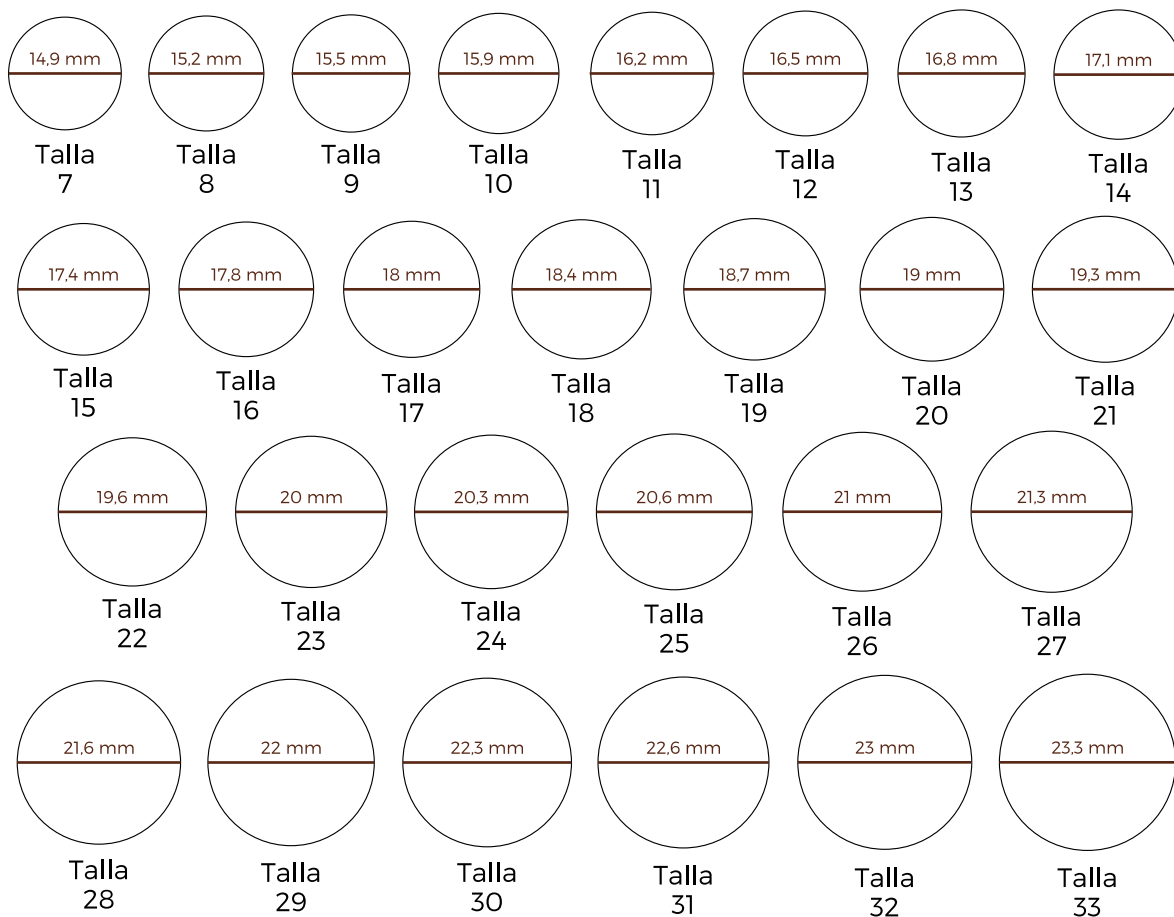 14,9 mm 15,2 mm 15,5 mm 15,9 mm 16,2 mm 16,5 mm 16,8 mm 17,1 mm
Talla Talla Talla Talla Talla Talla Talla Talla
7 8 9 10 11 12 13 14
17,4 mm 17,8 mm 18 mm 18,4 mm 18,7 mm 19 mm 19,3 mm
Talla Talla Talla Talla Talla Talla Talla
15 16 17 18 19 20 21
19,6 mm 20 mm 20,3 mm 20,6 mm 21 mm 21,3 mm
Talla Talla Talla Talla Talla Talla
22 23 24 25 26 27
21,6 mm 22 mm 22,3 mm 22,6 mm 23 mm 23,3 mm
Talla Talla Talla Talla Talla Talla
28 29 30 31 32 33